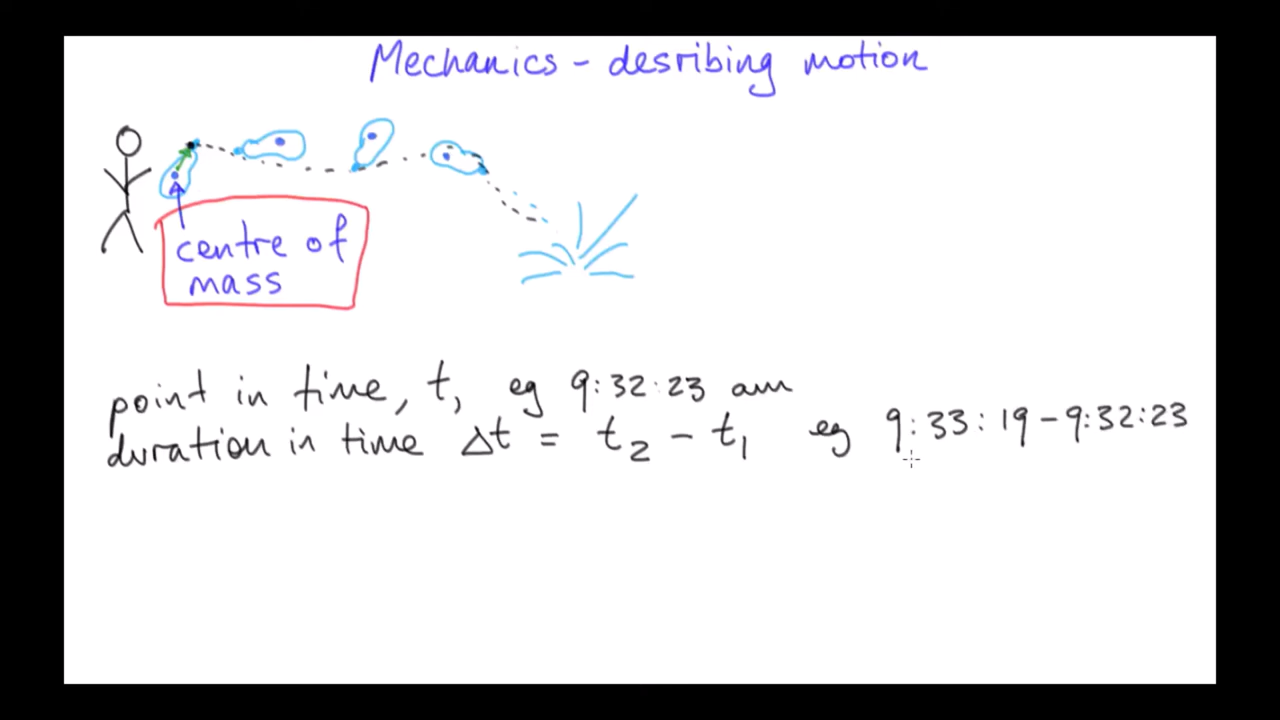 Mechanics - desribing motion
centre of
mass
point in time, t, eg 9:32:23 am
duration in time Δt = t₂ - t₁ eg 9:33:19-9:32:23